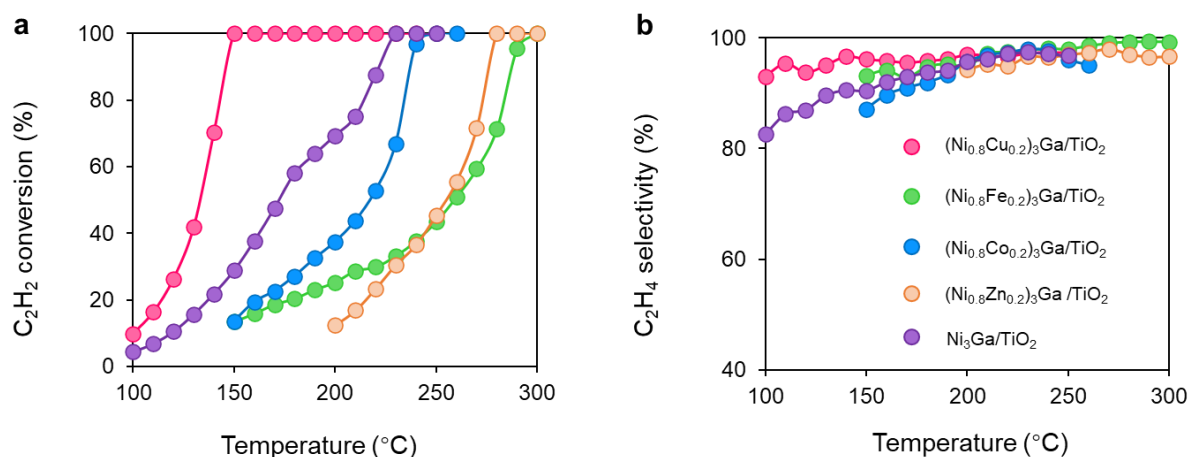 a
C₂H₂ conversion (%)
100
80
60
40
20
0
100
150
200
250
300
Temperature (°C)
b
C₂H₄ selectivity (%)
100
80
60
40
100
150
200
250
300
Temperature (°C)
(Ni₀.₈Cu₀.₂)₃Ga/TiO₂
(Ni₀.₈Fe₀.₂)₃Ga/TiO₂
(Ni₀.₈Co₀.₂)₃Ga/TiO₂
(Ni₀.₈Zn₀.₂)₃Ga /TiO₂
Ni₃Ga/TiO₂